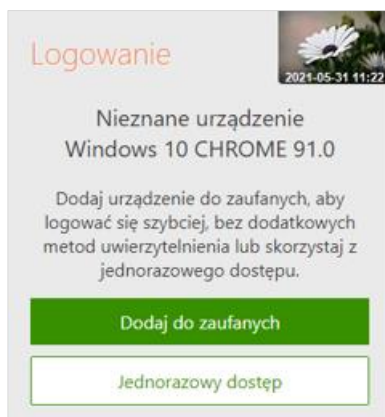 Logowanie
2021-05-31 11:22
Nieznane urządzenie
Windows 10 CHROME 91.0
Dodaj urządzenie do zaufanych, aby
logować się szybciej, bez dodatkowych
metod uwierzytelnienia lub skorzystaj z
jednorazowego dostępu.
Dodaj do zaufanych
Jednorazowy dostęp